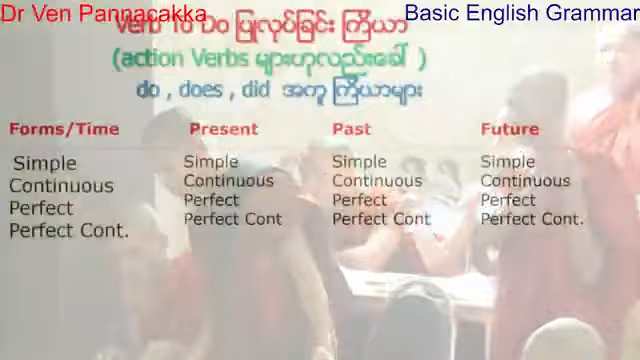 Dr Ven Pannacakka
Basic English Grammar
Verb To Do ပြုလုပ်ခြင်း ကြိယာ
(action Verbs များဟုလည်းခေါ် )
do , does , did အကူ ကြိယာများ
Forms/Time Present Past Future
Simple Simple Simple Simple
Continuous Continuous Continuous Continuous
Perfect Perfect Perfect Perfect
Perfect Cont. Perfect Cont Perfect Cont Perfect Cont.